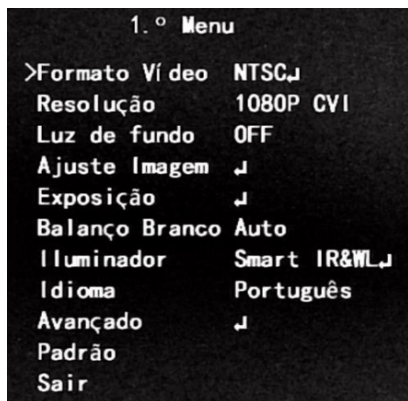 1.º Menu
>Formato Vídeo NTSC↲
Resolução 1080P CVI
Luz de fundo OFF
Ajuste Imagem ↲
Exposição ↲
Balanço Branco Auto
Iluminador Smart IR&WL↲
Idioma Português
Avançado ↲
Padrão
Sair